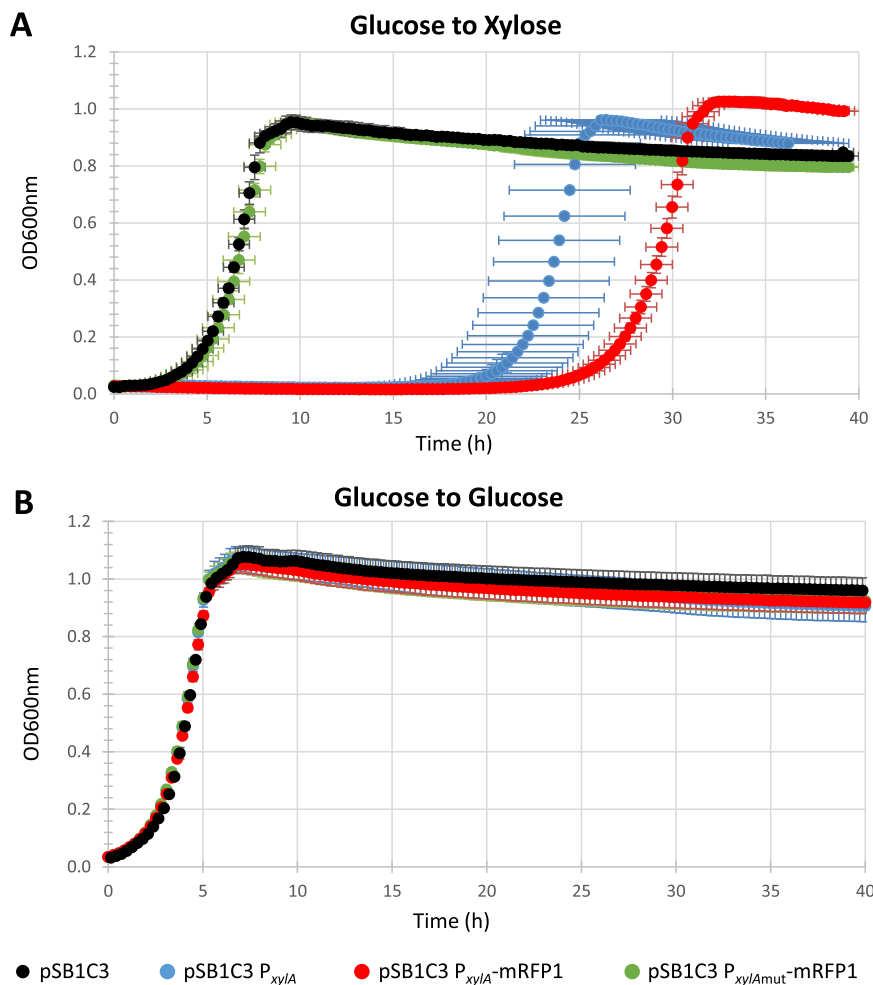 A
Glucose to Xylose
OD600nm
1.2
1.0
0.8
0.6
0.4
0.2
0.0
0 5 10 15 20 25 30 35 40
Time (h)
B
Glucose to Glucose
OD600nm
1.2
1.0
0.8
0.6
0.4
0.2
0.0
0 5 10 15 20 25 30 35 40
Time (h)
pSB1C3 pSB1C3 PxylA pSB1C3 PxylA-mRFP1 pSB1C3 PxylAmut-mRFP1